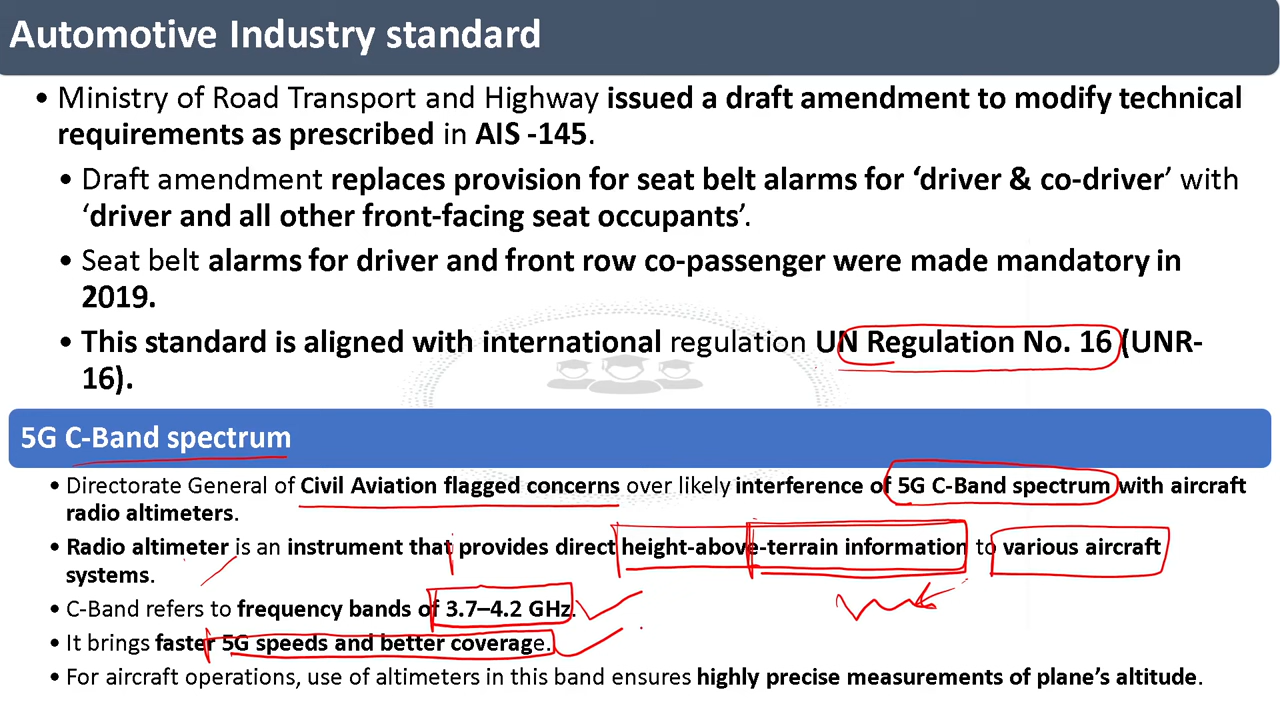 Automotive Industry standard
• Ministry of Road Transport and Highway issued a draft amendment to modify technical
requirements as prescribed in AIS -145.
• Draft amendment replaces provision for seat belt alarms for ‘driver & co-driver’ with
‘driver and all other front-facing seat occupants’.
• Seat belt alarms for driver and front row co-passenger were made mandatory in
2019.
• This standard is aligned with international regulation UN Regulation No. 16 (UNR-
16).
5G C-Band spectrum
• Directorate General of Civil Aviation flagged concerns over likely interference of 5G C-Band spectrum with aircraft
radio altimeters.
• Radio altimeter is an instrument that provides direct height-above-terrain information to various aircraft
systems.
• C-Band refers to frequency bands of 3.7–4.2 GHz.
• It brings faster 5G speeds and better coverage.
• For aircraft operations, use of altimeters in this band ensures highly precise measurements of plane’s altitude.